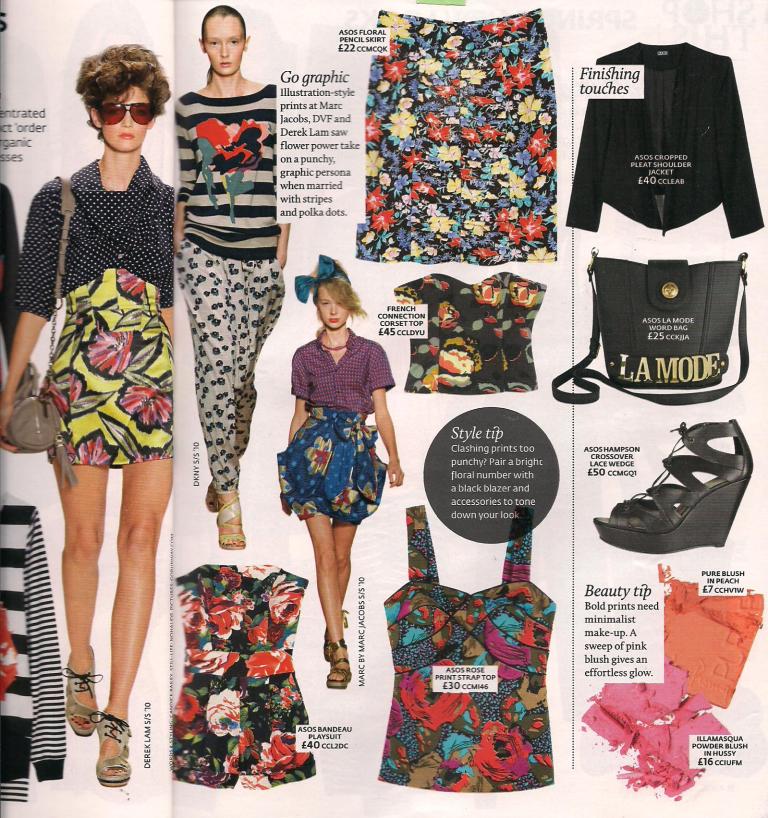 S
entrated
ct 'order
rganic
sses
Go graphic
Illustration-style
prints at Marc
Jacobs, DVF and
Derek Lam saw
flower power take
on a punchy,
graphic persona
when married
with stripes
and polka dots.
ASOS FLORAL
PENCIL SKIRT
£22 CCMCQK
Finishing
touches
ASOS CROPPED
PLEAT SHOULDER
JACKET
£40 CCLEAB
FRENCH
CONNECTION
CORSET TOP
£45 CCLDYU
ASOS LA MODE
WORD BAG
£25 CCKJJA
LA MODE
Style tip
Clashing prints too
punchy? Pair a bright
floral number with
a black blazer and
accessories to tone
down your look.
ASOS HAMPSON
CROSSOVER
LACE WEDGE
£50 CCMGQ1
DKNY S/S '10
MARC BY MARC JACOBS S/S '10
DEREK LAM S/S '10
ASOS BANDEAU
PLAYSUIT
£40 CCL2DC
ASOS ROSE
PRINT STRAP TOP
£30 CCMI46
Beauty tip
Bold prints need
minimalist
make-up. A
sweep of pink
blush gives an
effortless glow.
PURE BLUSH
IN PEACH
£7 CCHV1W
ILLAMASQUA
POWDER BLUSH
IN HUSSY
£16 CCIUFM